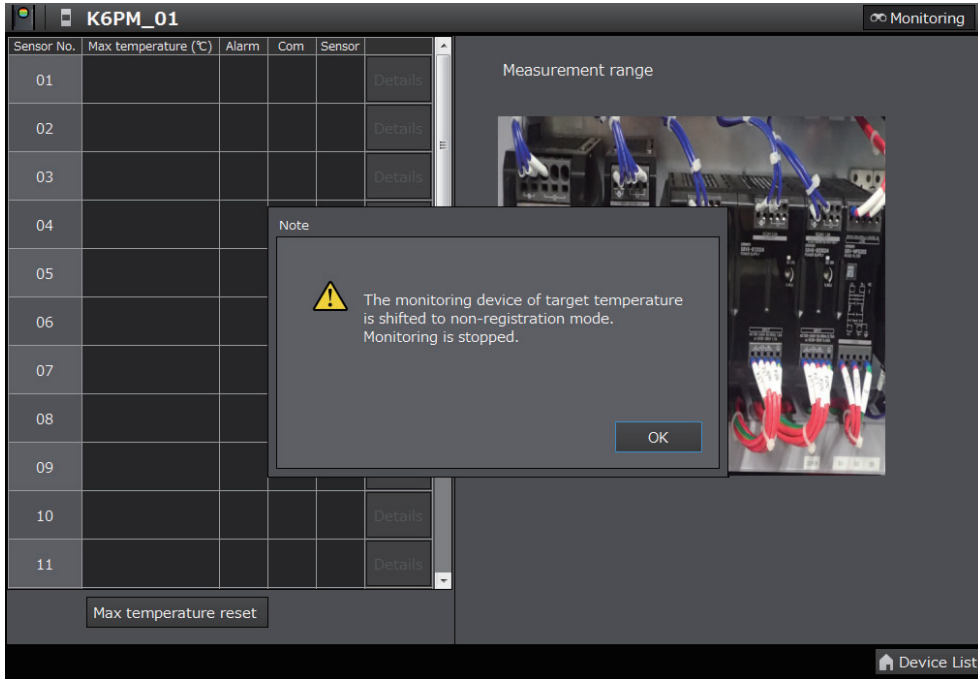 K6PM_01
Monitoring
Sensor No. Max temperature (℃) Alarm Com Sensor
01 Details
02 Details
03 Details
04
05
06
07
08
09
10 Details
11 Details
Max temperature reset
Measurement range
Note
The monitoring device of target temperature
is shifted to non-registration mode.
Monitoring is stopped.
OK
Device List